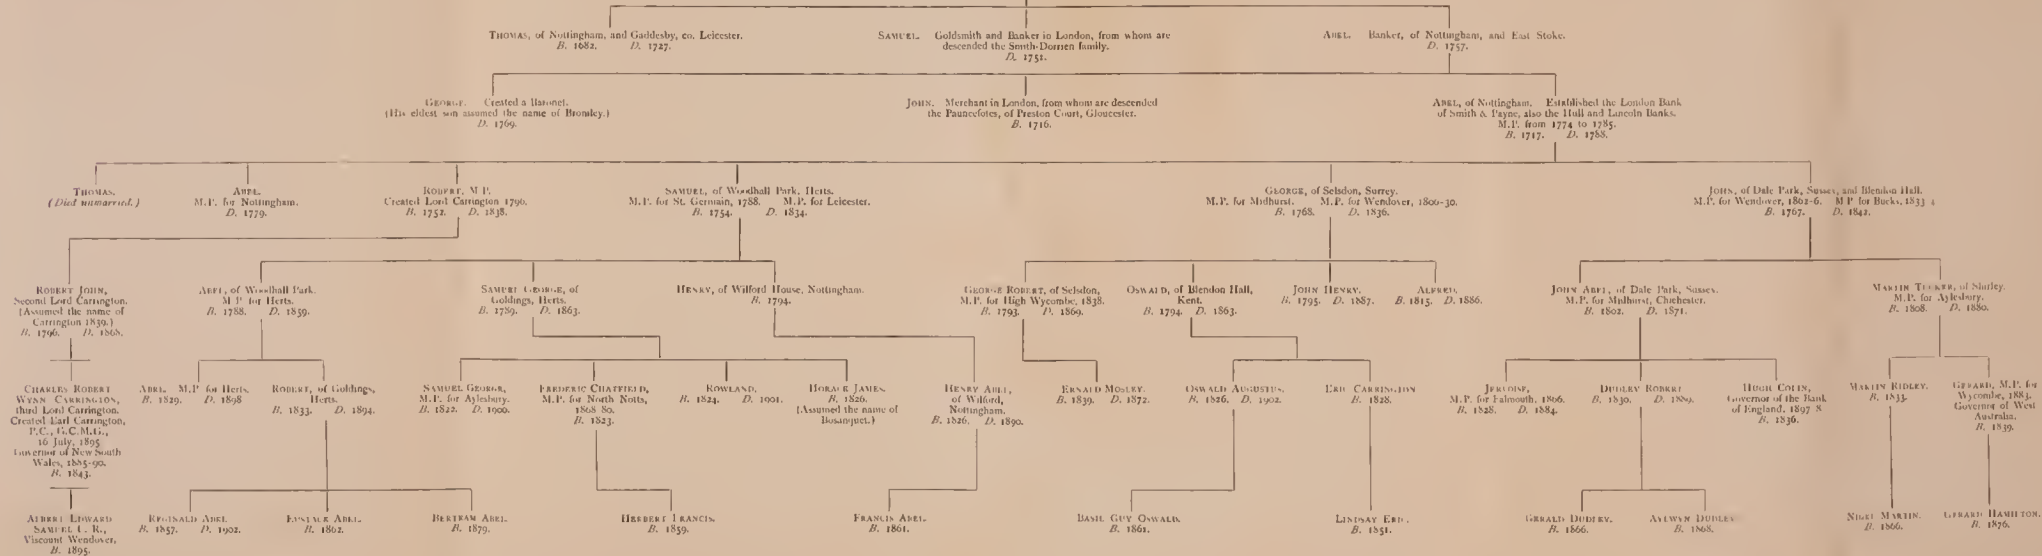 THOMAS, of Nottingham, and Gaddesby, co. Leicester.
B. 1682. D. 1727.
SAMUEL. Goldsmith and Banker in London, from whom are
descended the Smith-Dorrien family.
D. 1751.
ABEL. Banker, of Nottingham, and East Stoke.
D. 1757.
GEORGE. Created a Baronet.
(His eldest son assumed the name of Bromley.)
D. 1769.
JOHN. Merchant in London, from whom are descended
the Pauncefotes, of Preston Court, Gloucester.
B. 1716.
ABEL, of Nottingham. Established the London Bank
of Smith & Payne, also the Hull and Lincoln Banks.
M.P. from 1774 to 1785.
B. 1717. D. 1788.
THOMAS,
(Died unmarried.)
ABEL.
M.P. for Nottingham.
D. 1779.
ROBERT, M.P.
Created Lord Carrington 1796.
B. 1752. D. 1838.
SAMUEL, of Woodhall Park, Herts.
M.P. for St. Germain, 1788. M.P. for Leicester.
B. 1754. D. 1834.
GEORGE, of Selsdon, Surrey.
M.P. for Midhurst. M.P. for Wendover, 1806-30.
B. 1768. D. 1836.
JOHN, of Dale Park, Sussex, and Blendon Hall.
M.P. for Wendover, 1802-6. M P for Bucks, 1833
B. 1767. D. 1842.
ROBERT JOHN,
Second Lord Carrington.
(Assumed the name of
Carrington 1839.)
B. 1796. D. 1868.
ABEL, of Woodhall Park.
M P for Herts.
B. 1788. D. 1859.
SAMUEL GEORGE, of
Goldings, Herts.
B. 1789. D. 1863.
HENRY, of Wilford House, Nottingham.
B. 1794.
GEORGE ROBERT, of Selsdon,
M.P. for High Wycombe, 1838.
B. 1793. D. 1869.
OSWALD, of Blendon Hall,
Kent.
B. 1794. D. 1863.
JOHN HENRY.
B. 1795. D. 1887.
ALFRED,
B. 1815. D. 1886.
JOHN ABEL, of Dale Park, Sussex.
M.P. for Midhurst, Chichester.
B. 1802. D. 1871.
MARTIN TUCKER, of Shirley.
M.P. for Aylesbury.
B. 1808. D. 1880.
CHARLES ROBERT
WYNN CARRINGTON,
third Lord Carrington.
Created Earl Carrington,
P.C., G.C.M.G.,
16 July, 1895
Governor of New South
Wales, 1885-90.
B. 1843.
ABEL. M.P for Herts.
B. 1829. D. 1898
ROBERT, of Goldings,
Herts.
B. 1833. D. 1894.
SAMUEL GEORGE,
M.P. for Aylesbury.
B. 1822. D. 1900.
FREDERIC CHATFIELD,
M.P. for North Notts,
1868 80.
B. 1823.
ROWLAND,
B. 1824. D. 1901.
HORACE JAMES.
B. 1826.
(Assumed the name of
Bosanquet.)
HENRY ABEL,
of Wilford,
Nottingham.
B. 1826. D. 1890.
ERNALD MOSLEY.
B. 1839. D. 1872.
OSWALD AUGUSTUS.
B. 1826. D. 1902.
ERIC CARRINGTON
B. 1828.
JERVOISE,
M.P. for Falmouth, 1866.
B. 1828. D. 1884.
DUDLEY ROBERT
B. 1830. D.
HUGH COLIN,
Governor of the Bank
of England, 1897 8
B. 1836.
MARTIN RIDLEY.
B. 1833.
GERARD, M.P. for
Wycombe, 1883.
Governor of West
Australia.
B. 1839.
ALBERT EDWARD
SAMUEL C. R.,
Viscount Wendover,
B. 1895.
REGINALD ABEL
B. 1857. D. 1902.
EUSTACE ABEL.
B. 1862.
BERTRAM ABEL.
B. 1879.
HERBERT FRANCIS.
B. 1859.
FRANCIS ABEL.
B. 1861.
BASIL GUY OSWALD.
B. 1861.
LINDSAY ERIC.
B. 1851.
GERALD DUDLEY.
B. 1866.
AYLWYN DUDLEY
B. 1868.
NIGEL MARTIN.
B. 1866.
GERARD HAMILTON.
B. 1876.